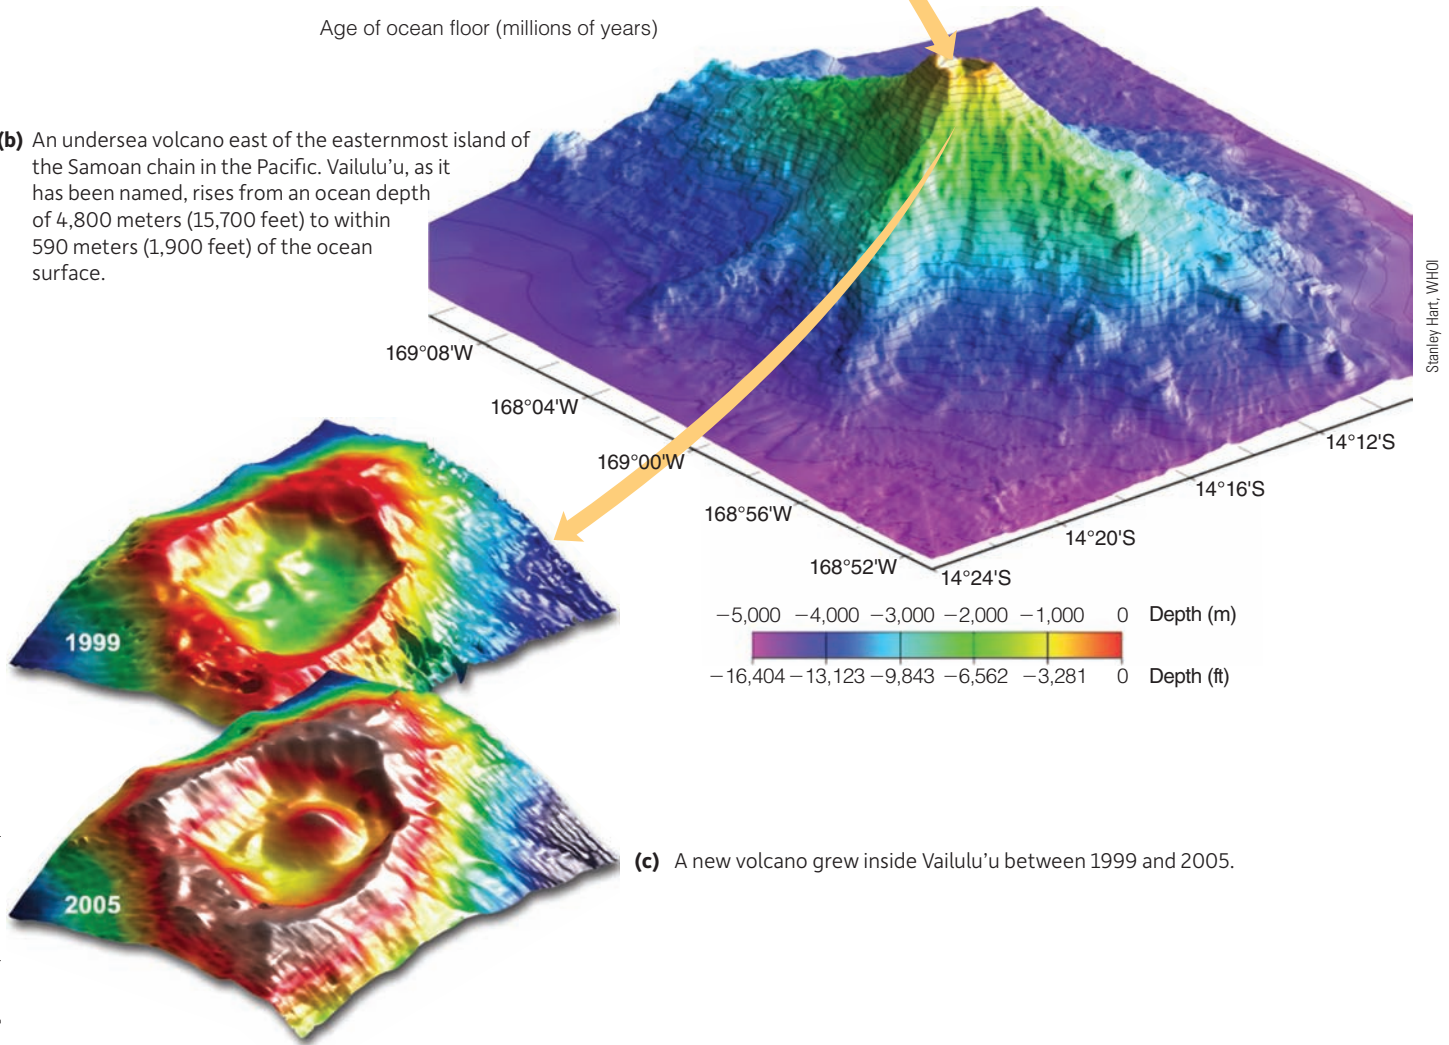 Age of ocean floor (millions of years)
(b) An undersea volcano east of the easternmost island of
the Samoan chain in the Pacific. Vailulu’u, as it
has been named, rises from an ocean depth
of 4,800 meters (15,700 feet) to within
590 meters (1,900 feet) of the ocean
surface.
Stanley Hart, WHOI
169°08'W
168°04'W
169°00'W
168°56'W
168°52'W
14°12'S
14°16'S
14°20'S
14°24'S
−5,000 −4,000 −3,000 −2,000 −1,000 0 Depth (m)
−16,404 −13,123 −9,843 −6,562 −3,281 0 Depth (ft)
1999
2005
(c) A new volcano grew inside Vailulu’u between 1999 and 2005.